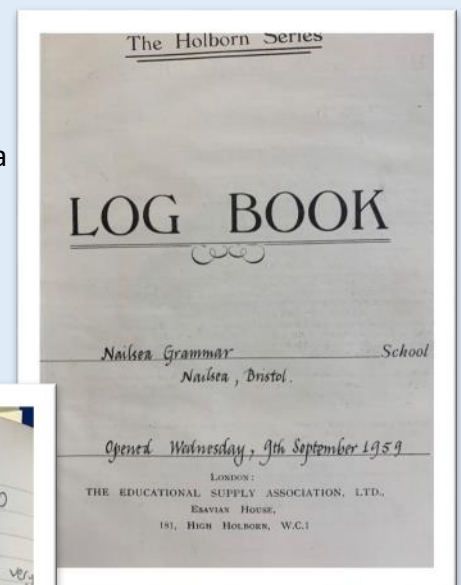 The Holborn Series
a
LOG BOOK
Nailsea Grammar School
Nailsea, Bristol.
Opened Wednesday, 9th September 1959
LONDON:
THE EDUCATIONAL SUPPLY ASSOCIATION, LTD.,
ESAVIAN HOUSE,
181, HIGH HOLBORN, W.C.1
very